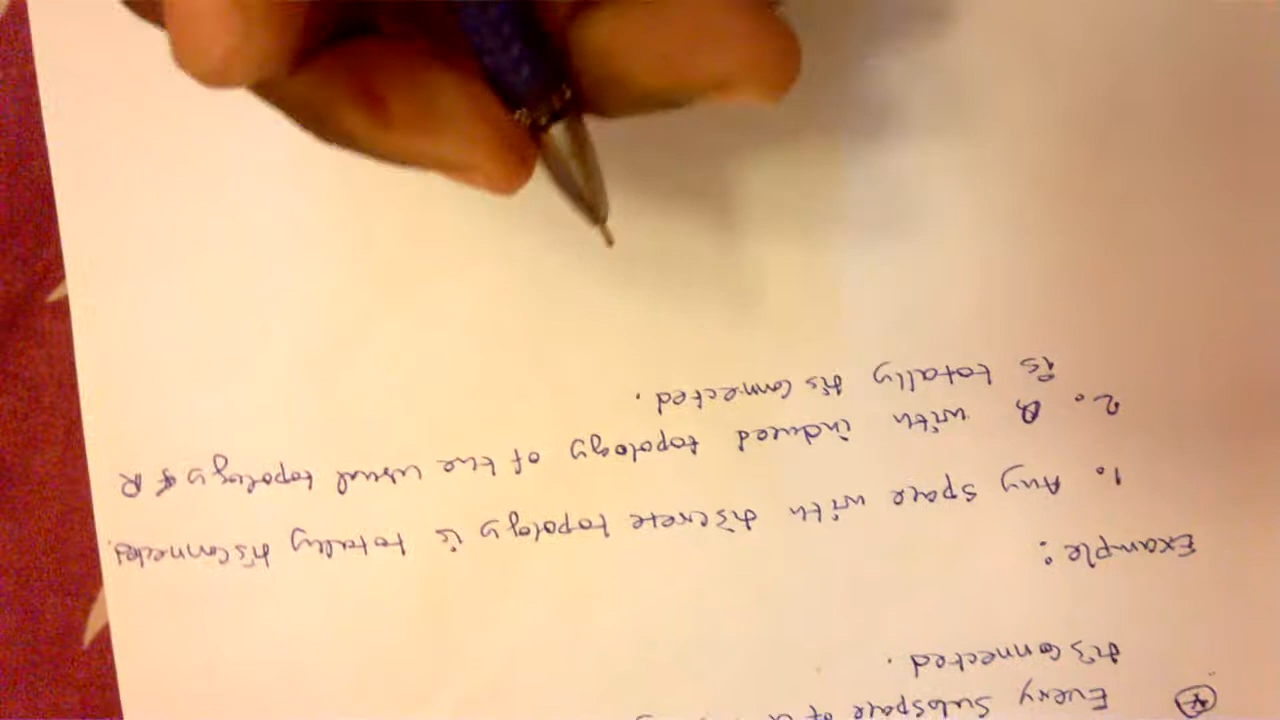 * Every subspace of a
disconnected.
Example:
1. Any space with discrete topology is totally disconnected.
2. Q with induced topology of the usual topology of R
is totally disconnected.